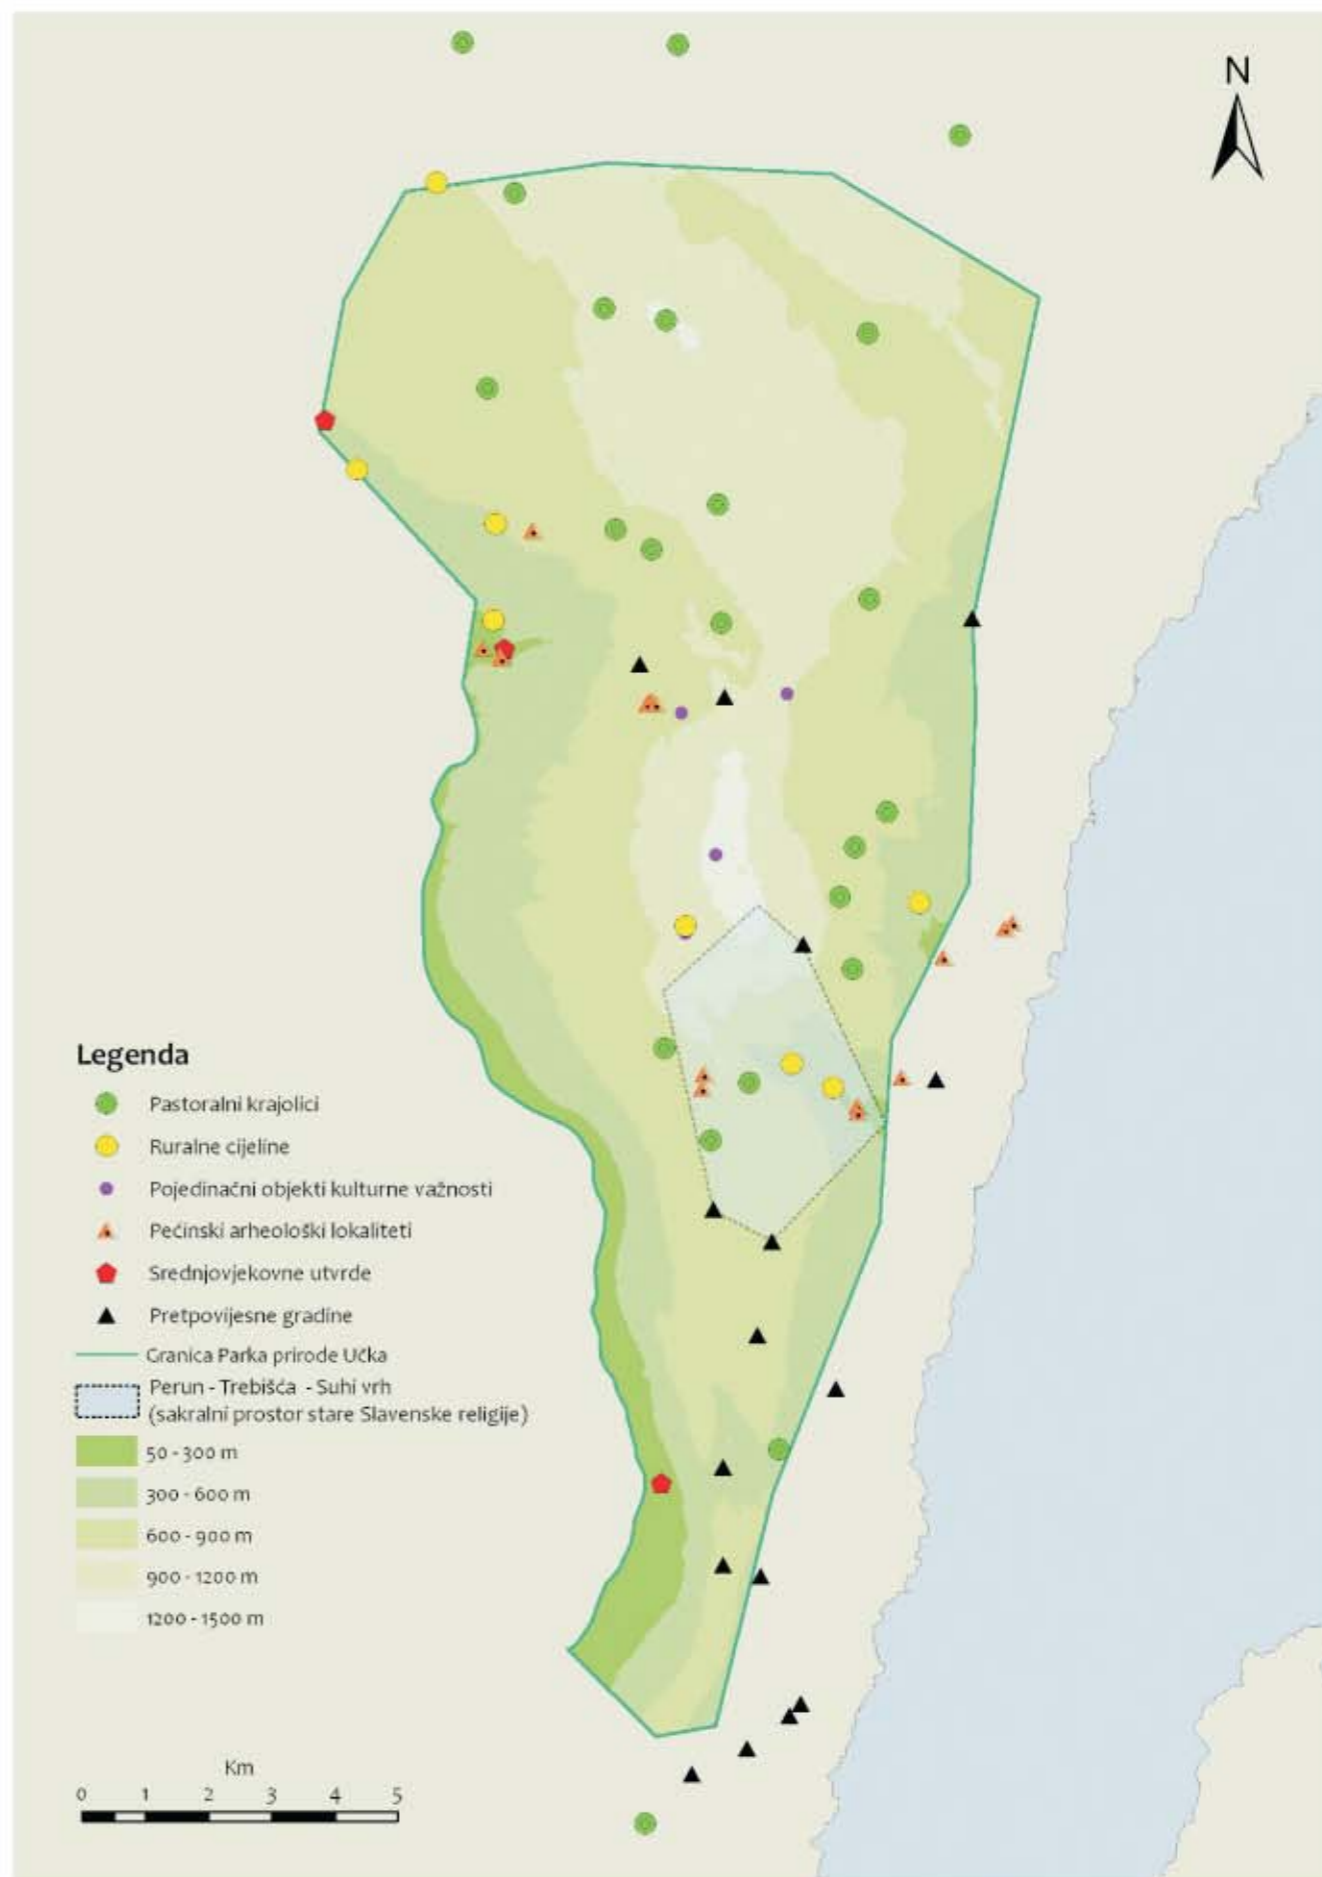 N
Legenda
Pastoralni krajolici
Ruralne cijeline
Pojedinačni objekti kulturne važnosti
Pećinski arheološki lokaliteti
Srednjovjekovne utvrde
Pretpovijesne gradine
Granica Parka prirode Učka
Perun - Trebišća - Suhi vrh
(sakralni prostor stare Slavenske religije)
50 - 300 m
300 - 600 m
600 - 900 m
900 - 1200 m
1200 - 1500 m
Km
0 1 2 3 4 5